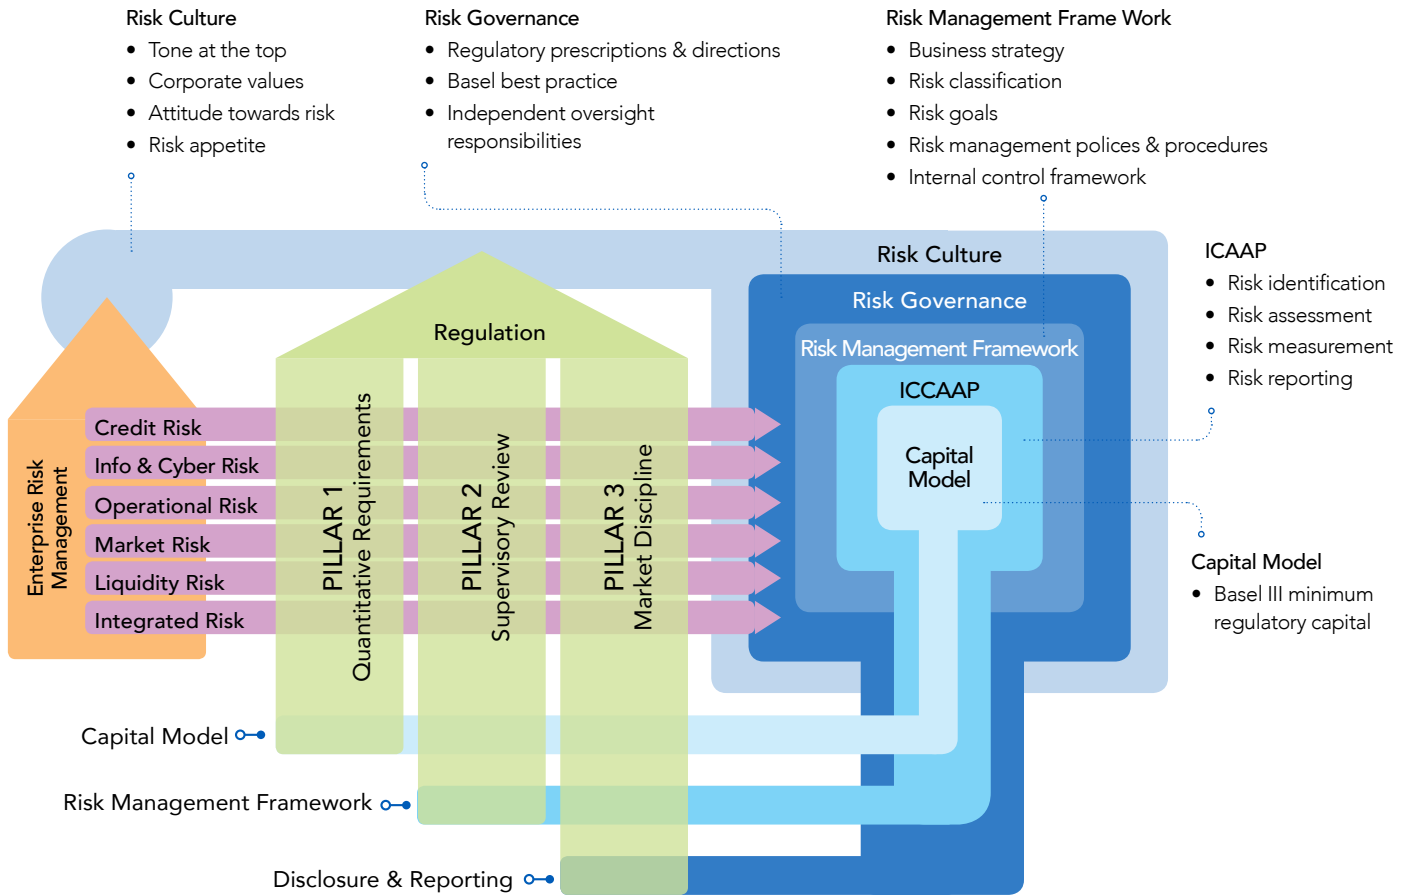 Risk Culture
• Tone at the top
• Corporate values
• Attitude towards risk
• Risk appetite
Risk Governance
• Regulatory prescriptions & directions
• Basel best practice
• Independent oversight
responsibilities
Risk Management Frame Work
• Business strategy
• Risk classification
• Risk goals
• Risk management polices & procedures
• Internal control framework
ICAAP
• Risk identification
• Risk assessment
• Risk measurement
• Risk reporting
Capital Model
• Basel III minimum
regulatory capital
Risk Culture
Risk Governance
Risk Management Framework
ICCAAP
Capital
Model
Regulation
Enterprise Risk
Management
Credit Risk
Info & Cyber Risk
Operational Risk
Market Risk
Liquidity Risk
Integrated Risk
PILLAR 1
Quantitative Requirements
PILLAR 2
Supervisory Review
PILLAR 3
Market Discipline
Capital Model
Risk Management Framework
Disclosure & Reporting